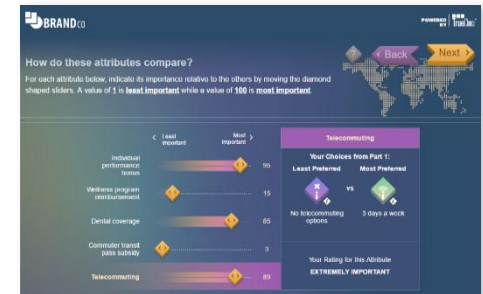 BRANDCO
POWERED
BY
< Back
Next >
?
How do these attributes compare?
For each attribute below, indicate its importance relative to the others by moving the diamond
shaped sliders. A value of 1 is least important while a value of 100 is most important.
< Least
important
Most >
important
Individual
performance
bonus
95
Wellness program
reimbursement
15
Dental coverage
85
Commuter transit
pass subsidy
3
Telecommuting
89
Telecommuting
Your Choices from Part 1:
Least Preferred
Most Preferred
vs
No telecommuting
options
3 days a week
Your Rating for this Attribute
EXTREMELY IMPORTANT